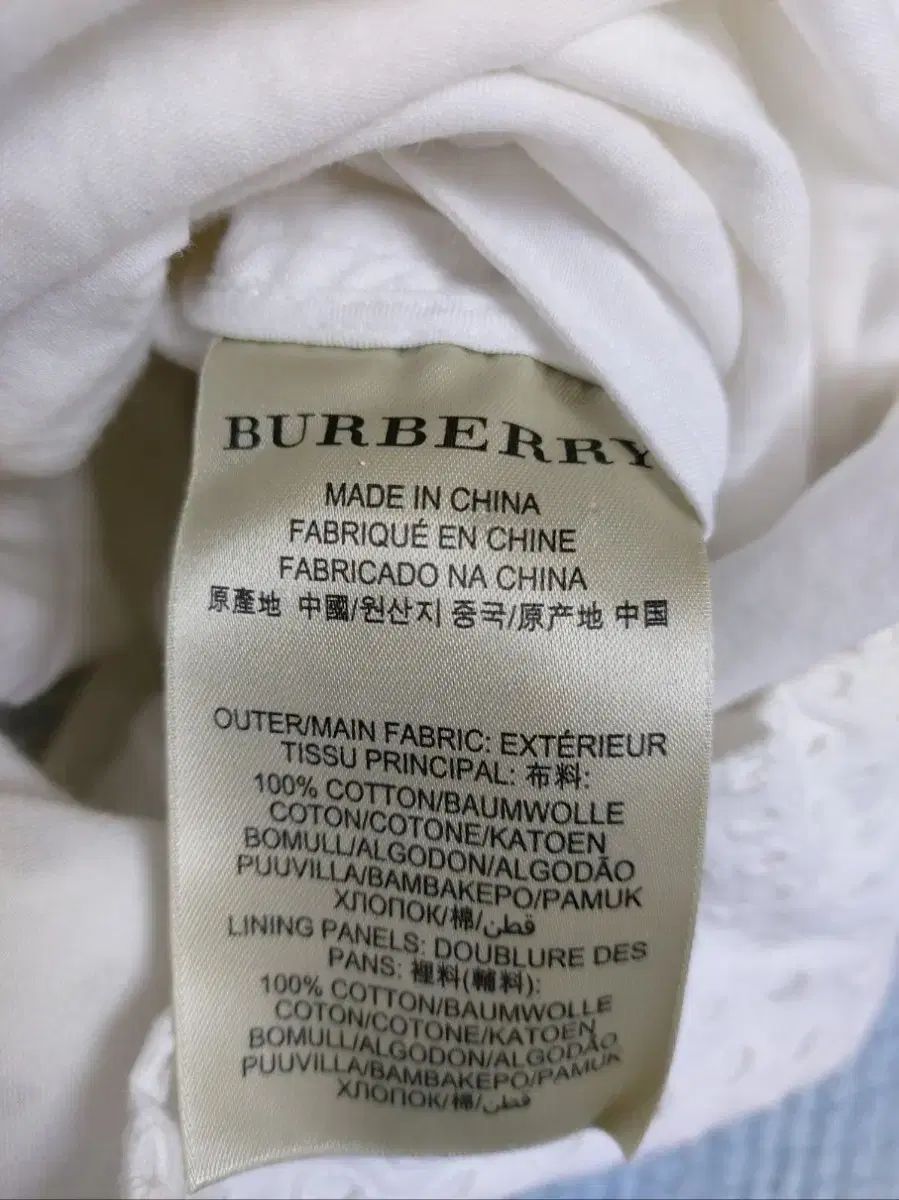 BURBERRY
MADE IN CHINA
FABRIQUÉ EN CHINE
FABRICADO NA CHINA
原產地 中國/원산지 중국/原产地 中国
OUTER/MAIN FABRIC: EXTÉRIEUR
TISSU PRINCIPAL: 布料:
100% COTTON/BAUMWOLLE
COTON/COTONE/KATOEN
BOMULL/ALGODON/ALGODÃO
PUUVILLA/BAMBAKEPO/PAMUK
ХЛОПОК/棉/قطن
LINING PANELS: DOUBLURE DES
PANS: 裡料(輔料):
100% COTTON/BAUMWOLLE
COTON/COTONE/KATOEN
BOMULL/ALGODON/ALGODÃO
PUUVILLA/BAMBAKEPO/PAMUK
ХЛОПОК/棉/قطن